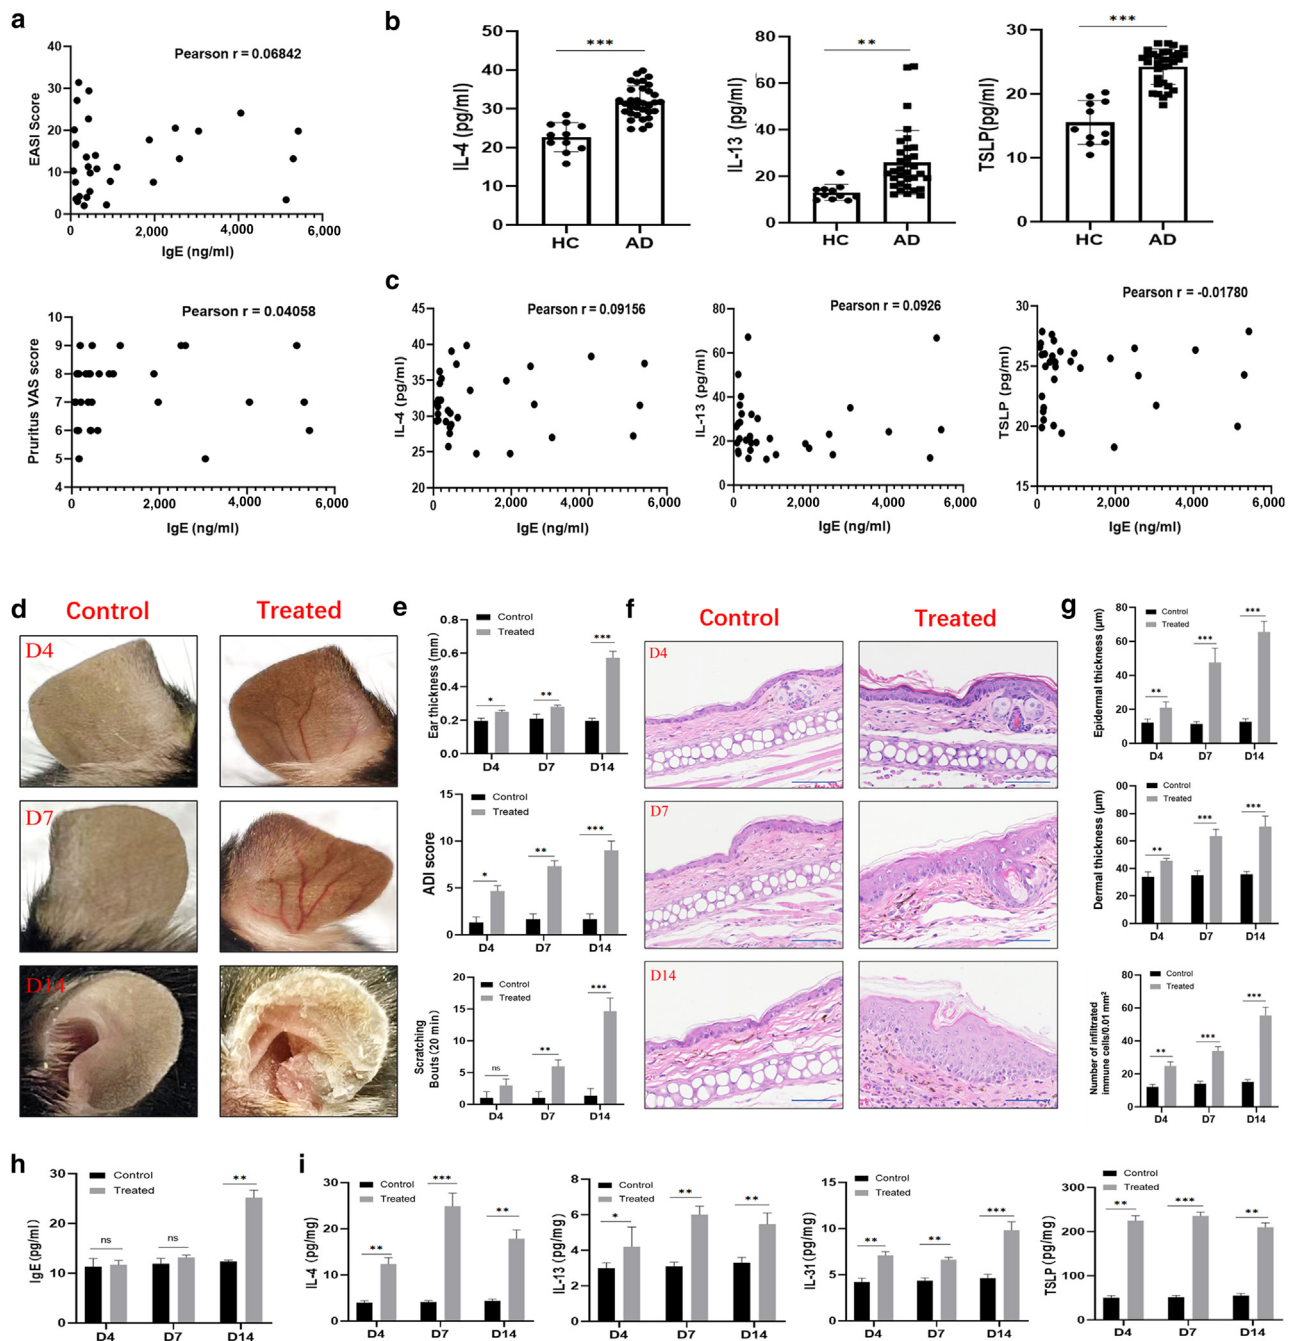 a
Pearson r = 0.06842
EASI Score
40
30
20
10
0
0
2,000
4,000
6,000
IgE (ng/ml)
Pearson r = 0.04058
Pruritus VAS score
10
9
8
7
6
5
4
0
2,000
4,000
6,000
IgE (ng/ml)
b
***
IL-4 (pg/ml)
50
40
30
20
10
0
HC
AD
**
IL-13 (pg/ml)
80
60
40
20
0
HC
AD
***
TSLP(pg/ml)
30
20
10
0
HC
AD
c
Pearson r = 0.09156
IL-4 (pg/ml)
45
40
35
30
25
20
0
2,000
4,000
6,000
IgE (ng/ml)
Pearson r = 0.0926
IL-13 (pg/ml)
80
60
40
20
0
0
2,000
4,000
6,000
IgE (ng/ml)
Pearson r = -0.01780
TSLP (pg/ml)
30
25
20
15
0
2,000
4,000
6,000
IgE (ng/ml)
d
Control
Treated
D4
D7
D14
e
Control
Treated
Ear thickness (mm)
0.8
0.6
0.4
0.2
0.0
*
**
***
D4
D7
D14
Control
Treated
ADI score
15
10
5
0
*
**
***
D4
D7
D14
Control
Treated
Scratching
Bouts (20 min)
20
15
10
5
0
ns
**
***
D4
D7
D14
f
Control
Treated
D4
D7
D14
g
Control
Treated
Epidermal thickness (μm)
80
60
40
20
0
**
***
***
D4
D7
D14
Control
Treated
Dermal thickness (μm)
00
80
60
40
20
0
**
***
***
D4
D7
D14
Control
Treated
Number of infiltrated
immune cells/0.01 mm²
80
60
40
20
0
**
***
***
D4
D7
D14
h
Control
Treated
IgE (pg/ml)
30
20
10
0
ns
ns
**
D4
D7
D14
i
Control
Treated
IL-4 (pg/mg)
30
20
10
0
**
***
**
D4
D7
D14
Control
Treated
IL-13 (pg/mg)
8
6
4
2
0
*
**
**
D4
D7
D14
Control
Treated
IL-31 (pg/mg)
15
10
5
0
**
**
***
D4
D7
D14
Control
Treated
TSLP (pg/mg)
300
200
100
0
**
***
**
D4
D7
D14